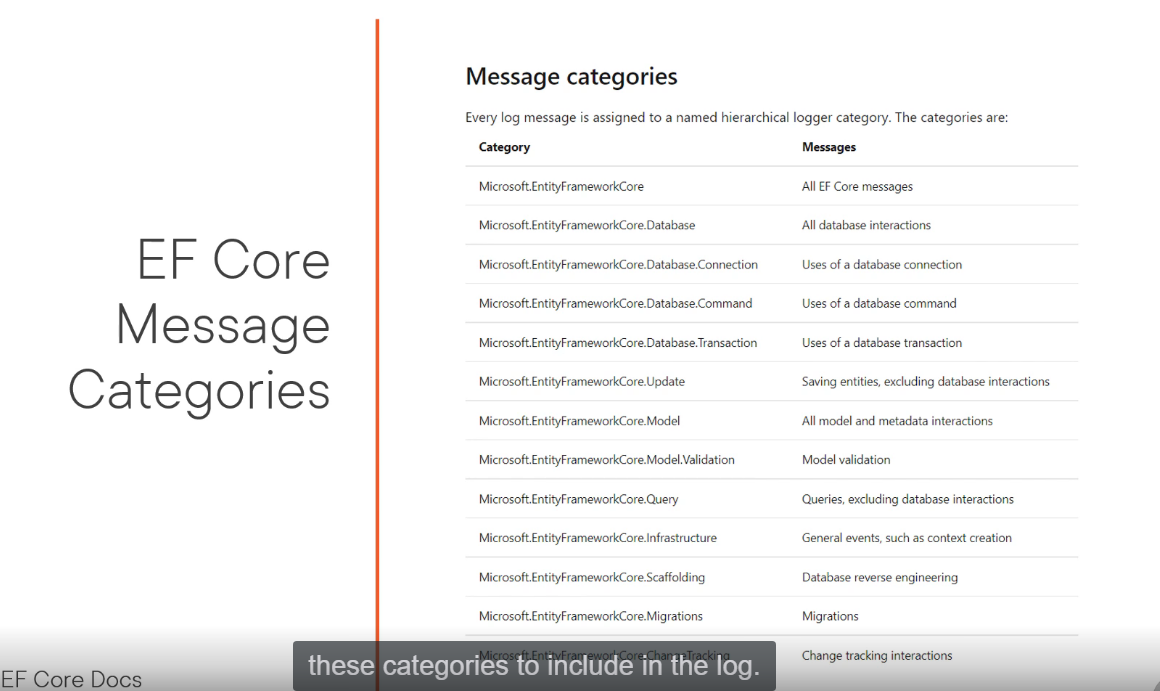 EF Core
Message
Categories
Message categories
Every log message is assigned to a named hierarchical logger category. The categories are:
Category Messages
Microsoft.EntityFrameworkCore All EF Core messages
Microsoft.EntityFrameworkCore.Database All database interactions
Microsoft.EntityFrameworkCore.Database.Connection Uses of a database connection
Microsoft.EntityFrameworkCore.Database.Command Uses of a database command
Microsoft.EntityFrameworkCore.Database.Transaction Uses of a database transaction
Microsoft.EntityFrameworkCore.Update Saving entities, excluding database interactions
Microsoft.EntityFrameworkCore.Model All model and metadata interactions
Microsoft.EntityFrameworkCore.Model.Validation Model validation
Microsoft.EntityFrameworkCore.Query Queries, excluding database interactions
Microsoft.EntityFrameworkCore.Infrastructure General events, such as context creation
Microsoft.EntityFrameworkCore.Scaffolding Database reverse engineering
Microsoft.EntityFrameworkCore.Migrations Migrations
Microsoft.EntityFrameworkCore.ChangeTracking Change tracking interactions
these categories to include in the log.
EF Core Docs